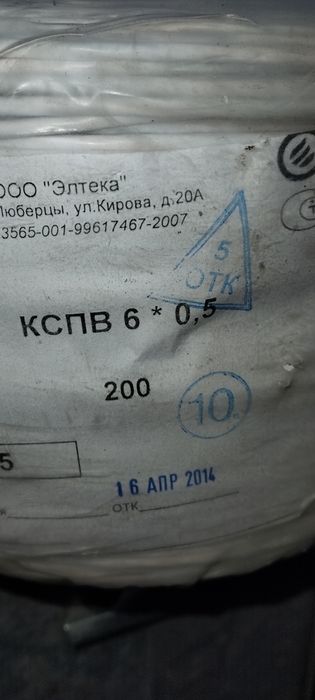 ООО "Элтека"
Люберцы, ул.Кирова, д.20А
3565-001-99617467-2007
5
ОТК
КСПВ 6 * 0,5
200
10
5
16 АПР 2014
ОТК